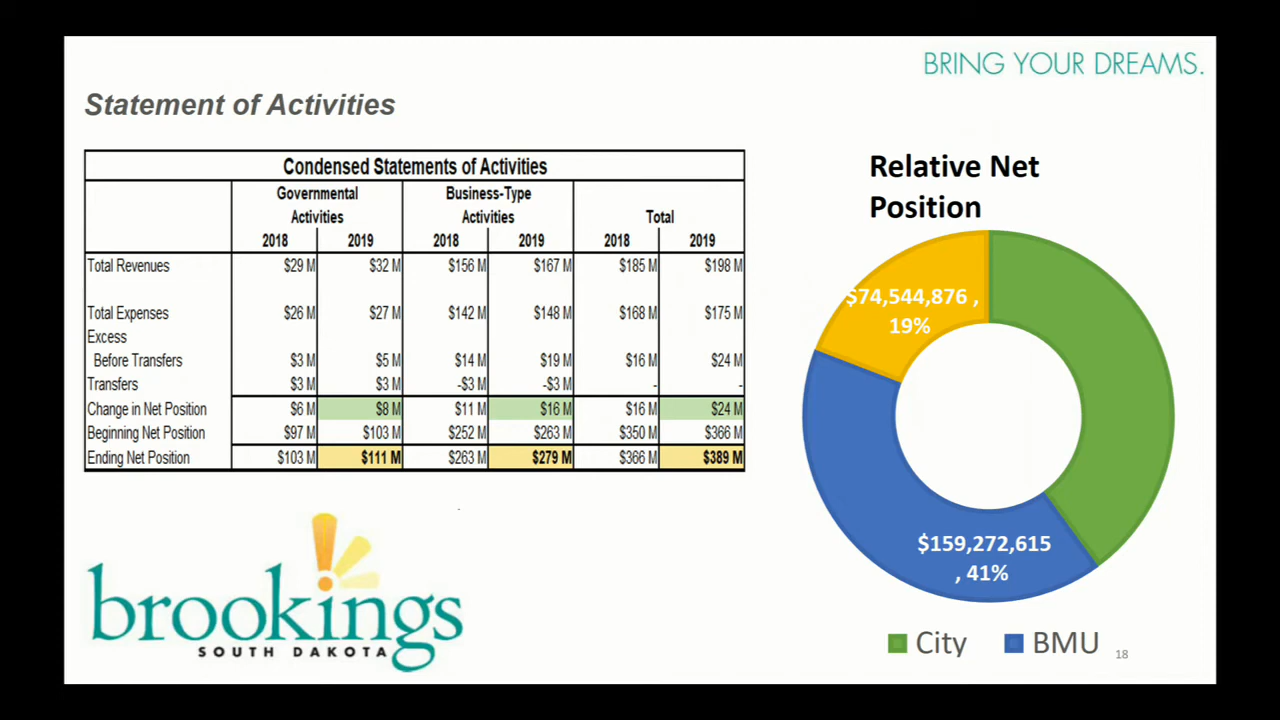 BRING YOUR DREAMS.
Statement of Activities
Condensed Statements of Activities
Governmental Activities Business-Type Activities Total
2018 2019 2018 2019 2018 2019
Total Revenues $29 M $32 M $156 M $167 M $185 M $198 M
Total Expenses $26 M $27 M $142 M $148 M $168 M $175 M
Excess
Before Transfers $3 M $5 M $14 M $19 M $16 M $24 M
Transfers $3 M $3 M -$3 M -$3 M - -
Change in Net Position $6 M $8 M $11 M $16 M $16 M $24 M
Beginning Net Position $97 M $103 M $252 M $263 M $350 M $366 M
Ending Net Position $103 M $111 M $263 M $279 M $366 M $389 M
brookings
SOUTH DAKOTA
Relative Net
Position
$74,544,876 ,
19%
$159,272,615
, 41%
City BMU
18